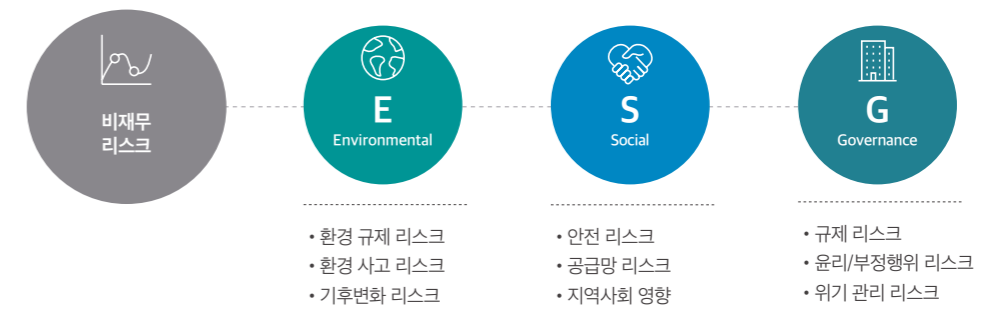 비재무
리스크
E
Environmental
• 환경 규제 리스크
• 환경 사고 리스크
• 기후변화 리스크
S
Social
• 안전 리스크
• 공급망 리스크
• 지역사회 영향
G
Governance
• 규제 리스크
• 윤리/부정행위 리스크
• 위기 관리 리스크